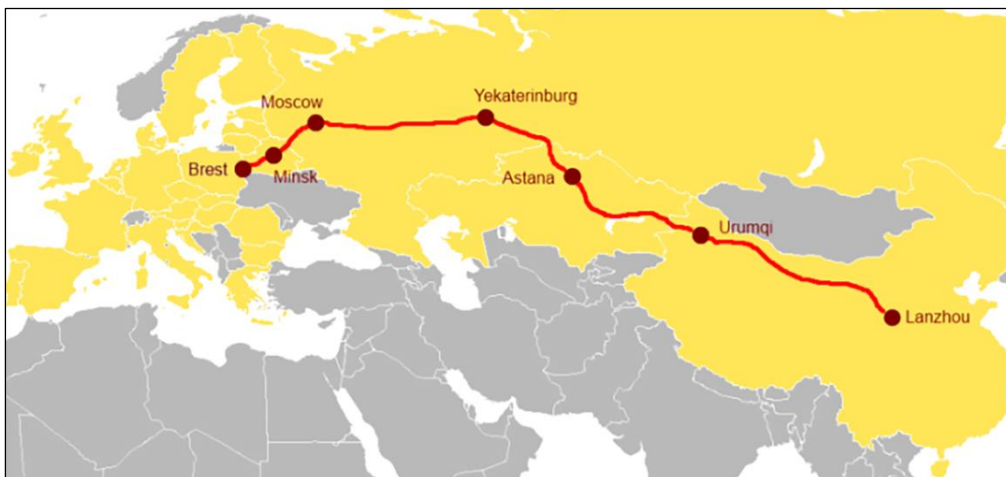 Yekaterinburg
Moscow
Brest
Minsk
Astana
Urumqi
Lanzhou